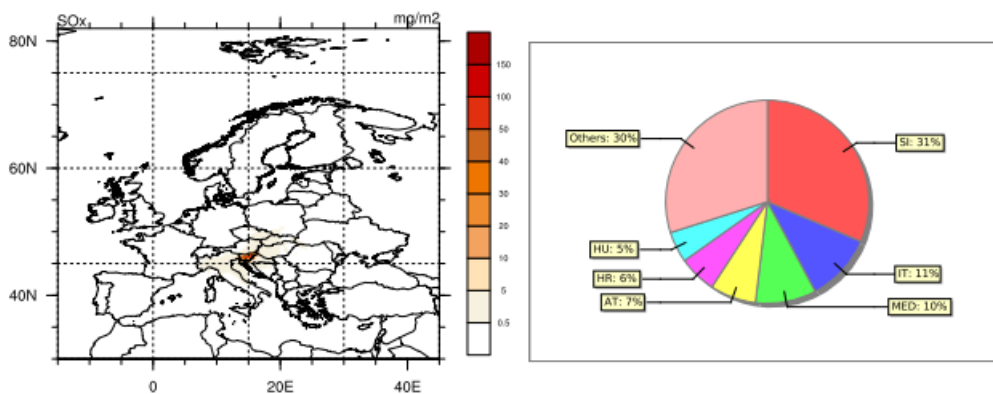 SOx
mg/m2
80N
60N
40N
0
20E
40E
150
100
50
40
30
20
10
5
0.5
Others: 30%
SI: 31%
HU: 5%
IT: 11%
HR: 6%
AT: 7%
MED: 10%